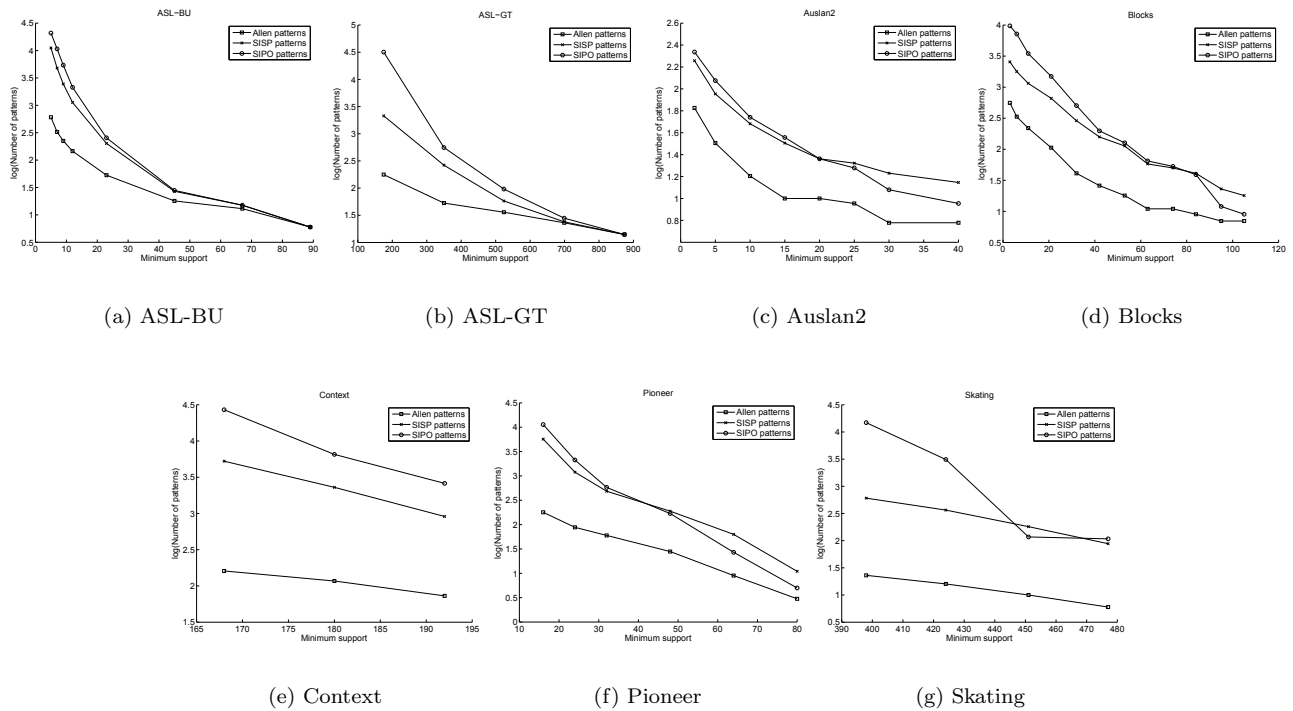 ASL−BU
log(Number of patterns)
4.5
4
3.5
3
2.5
2
1.5
1
0.5
0 10 20 30 40 50 60 70 80 90
Minimum support
Allen patterns
SISP patterns
SIPO patterns
(a) ASL-BU
ASL−GT
log(Number of patterns)
5
4.5
4
3.5
3
2.5
2
1.5
1
100 200 300 400 500 600 700 800 900
Minimum support
Allen patterns
SISP patterns
SIPO patterns
(b) ASL-GT
Auslan2
log(Number of patterns)
2.6
2.4
2.2
2
1.8
1.6
1.4
1.2
1
0.8
0 5 10 15 20 25 30 35 40
Minimum support
Allen patterns
SISP patterns
SIPO patterns
(c) Auslan2
Blocks
log(Number of patterns)
4
3.5
3
2.5
2
1.5
1
0.5
0 20 40 60 80 100 120
Minimum support
Allen patterns
SISP patterns
SIPO patterns
(d) Blocks
Context
log(Number of patterns)
4.5
4
3.5
3
2.5
2
1.5
165 170 175 180 185 190 195
Minimum support
Allen patterns
SISP patterns
SIPO patterns
(e) Context
Pioneer
log(Number of patterns)
4.5
4
3.5
3
2.5
2
1.5
1
0.5
0
10 20 30 40 50 60 70 80
Minimum support
Allen patterns
SISP patterns
SIPO patterns
(f) Pioneer
Skating
log(Number of patterns)
4.5
4
3.5
3
2.5
2
1.5
1
0.5
390 400 410 420 430 440 450 460 470 480
Minimum support
Allen patterns
SISP patterns
SIPO patterns
(g) Skating